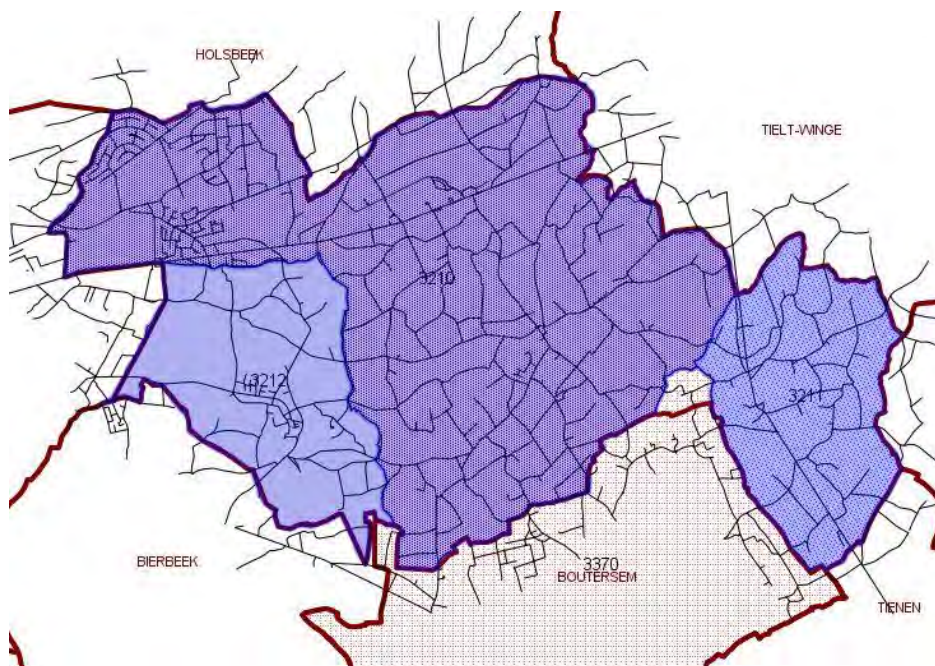 HOLSBEEK
TIELT-WINGE
3210
3212
3211
BIERBEEK
3370
BOUTERSEM
TIENEN